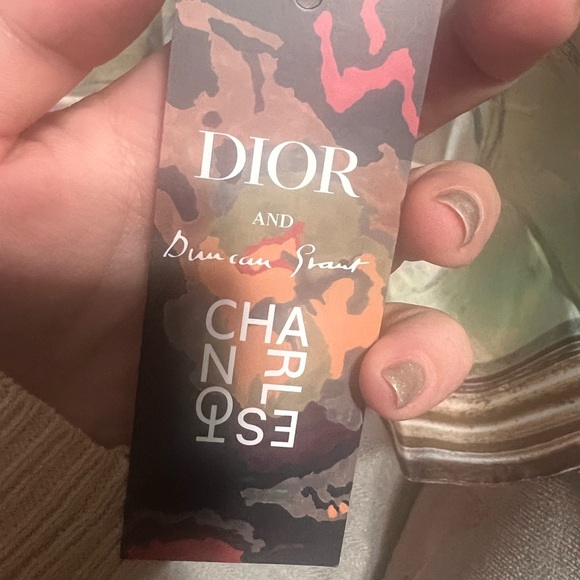 DIOR
AND
Duncan Grant
CHARLESTON